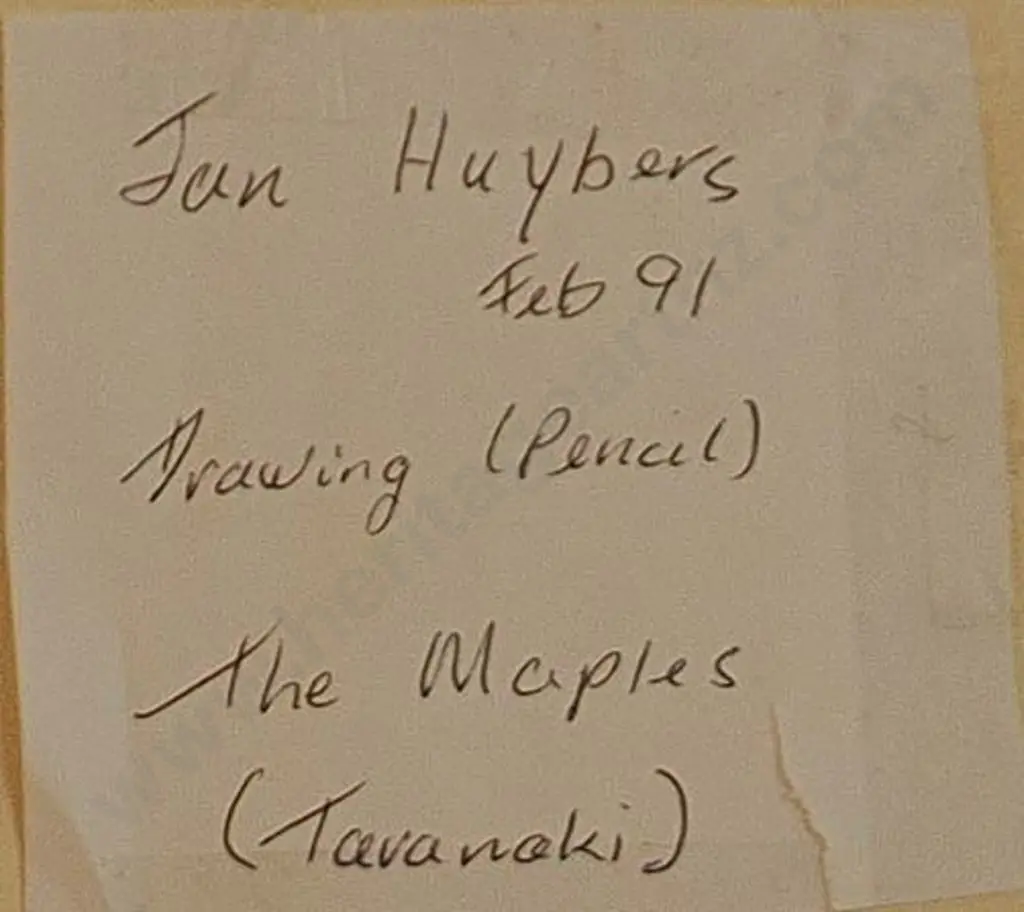 Jan Huybers
Feb 91
Drawing (Pencil)
The Maples
(Taranaki)